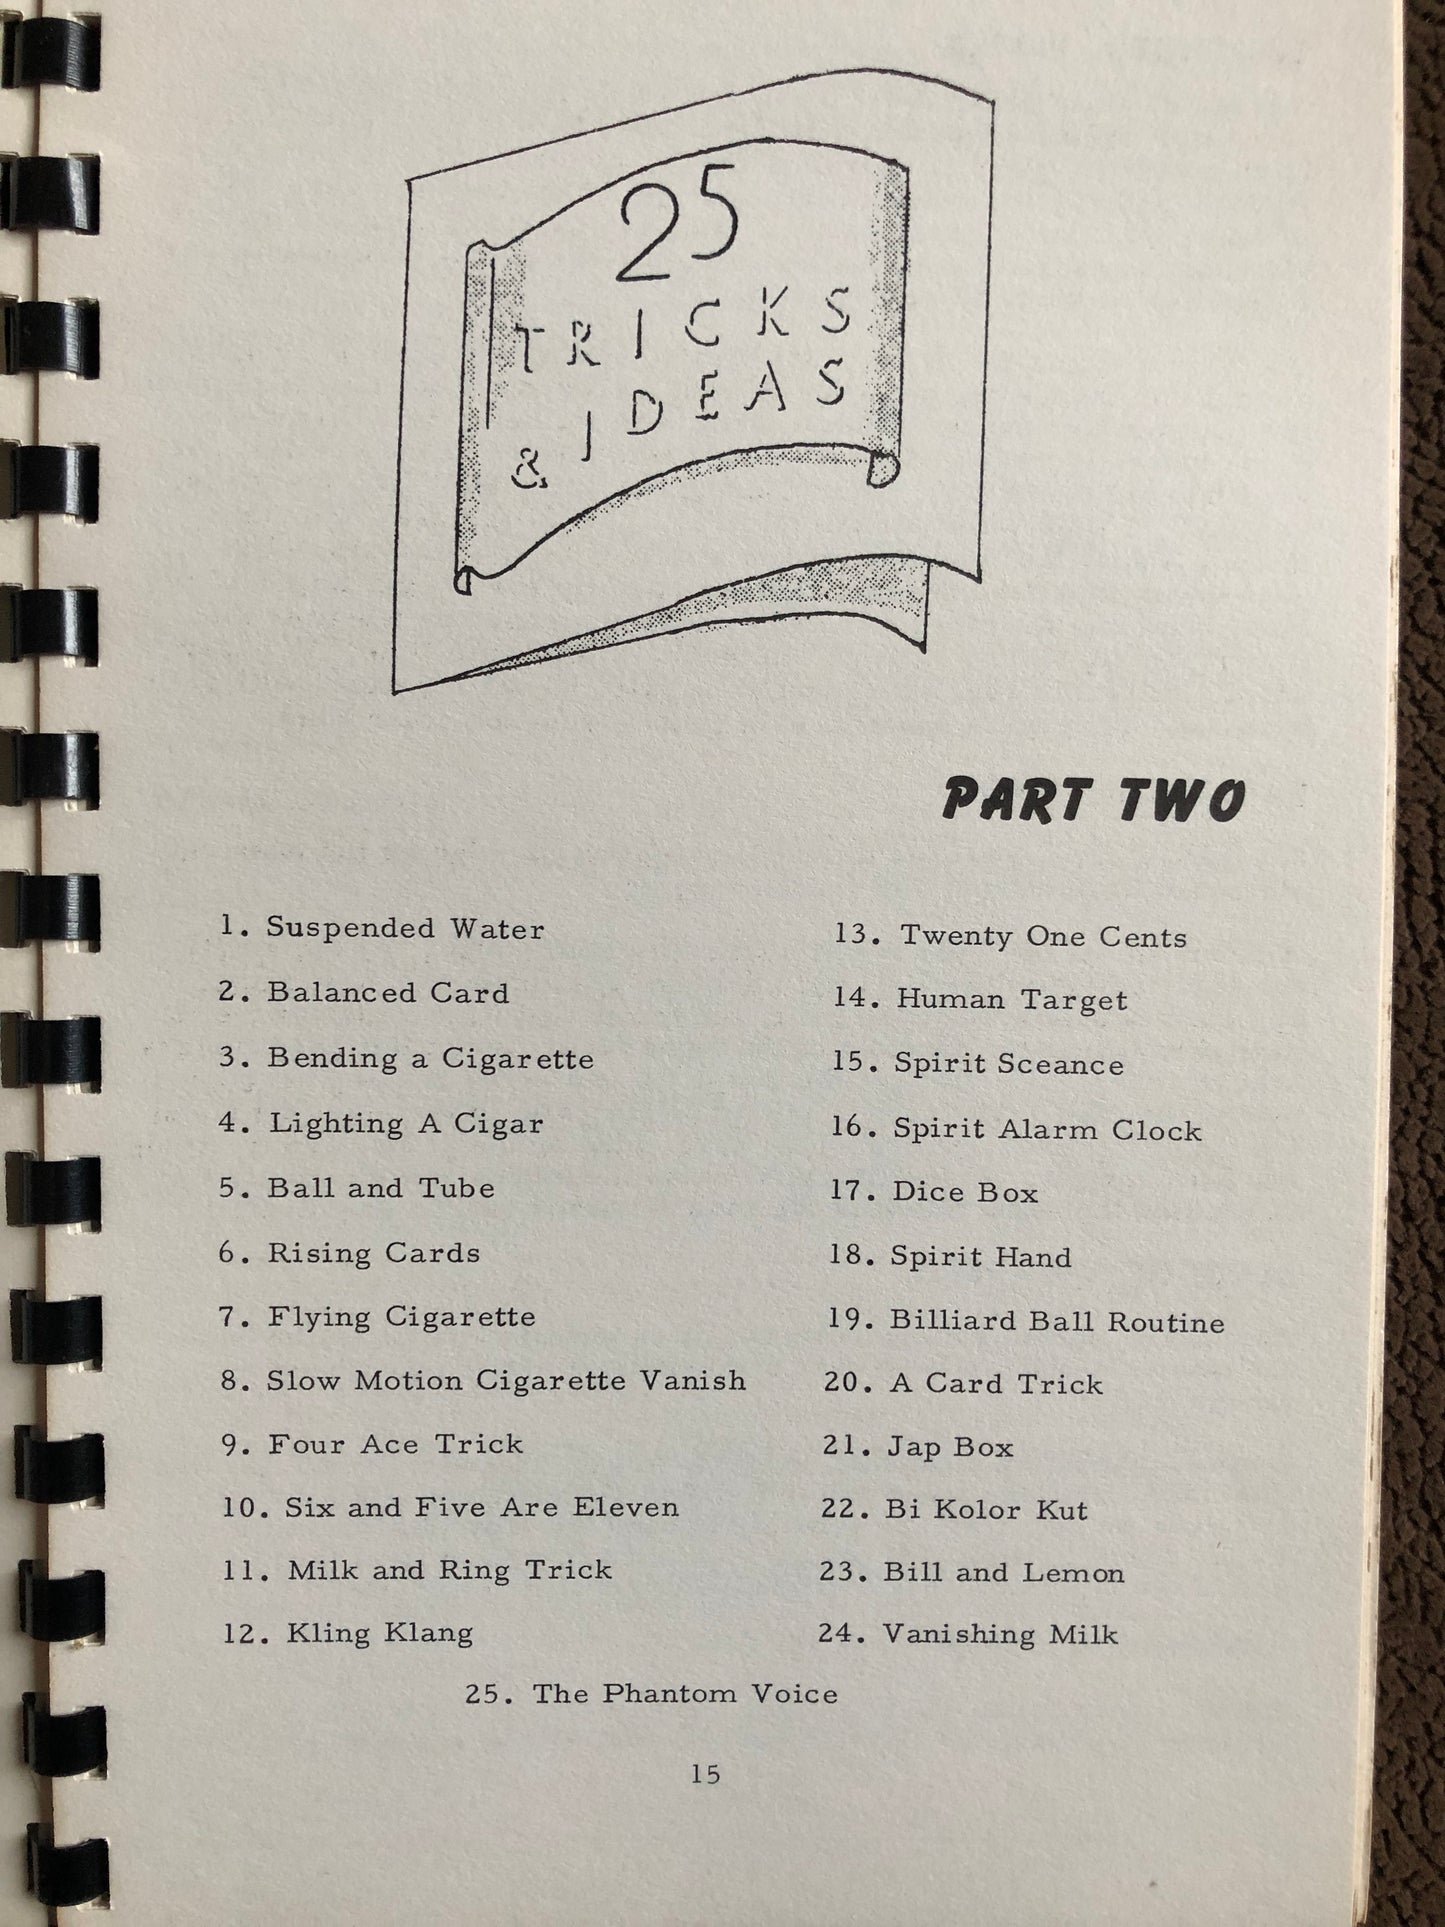 25
TRICKS
& IDEAS
PART TWO
1. Suspended Water
2. Balanced Card
3. Bending a Cigarette
4. Lighting A Cigar
5. Ball and Tube
6. Rising Cards
7. Flying Cigarette
8. Slow Motion Cigarette Vanish
9. Four Ace Trick
10. Six and Five Are Eleven
11. Milk and Ring Trick
12. Kling Klang
13. Twenty One Cents
14. Human Target
15. Spirit Sceance
16. Spirit Alarm Clock
17. Dice Box
18. Spirit Hand
19. Billiard Ball Routine
20. A Card Trick
21. Jap Box
22. Bi Kolor Kut
23. Bill and Lemon
24. Vanishing Milk
25. The Phantom Voice
15